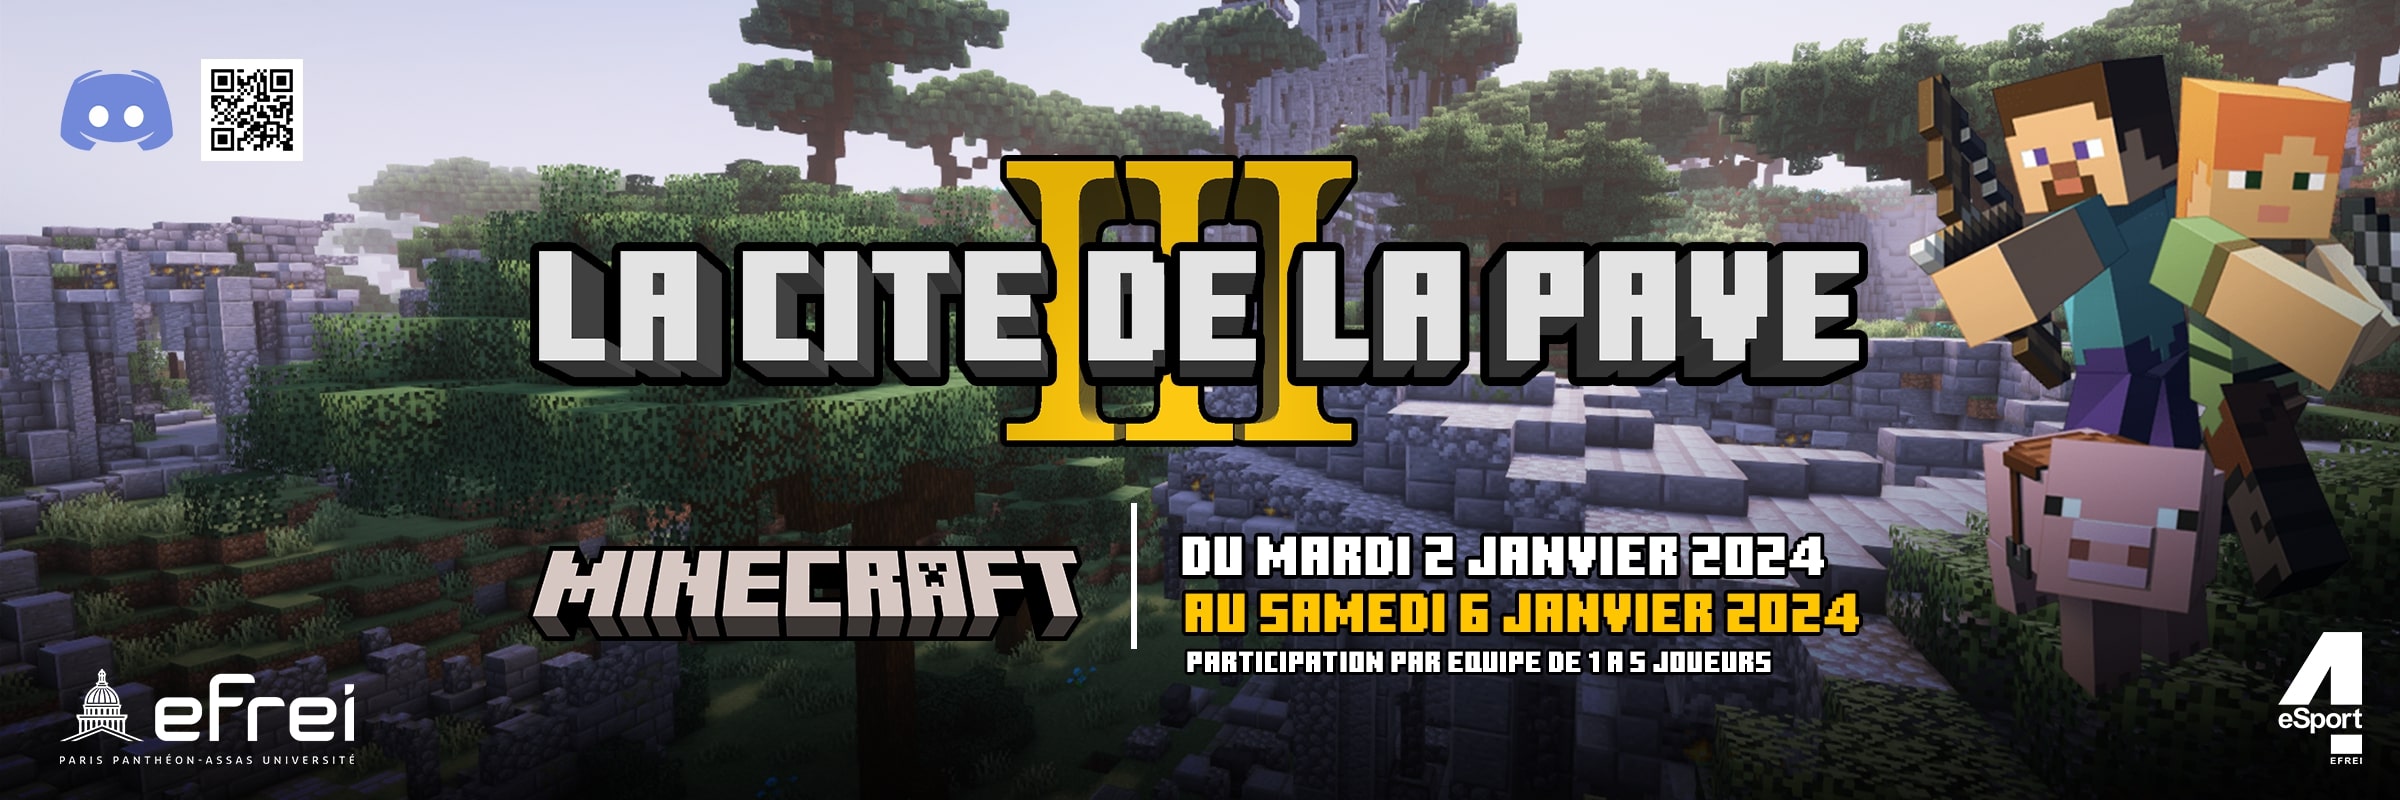 III
LA CITE DE LA PAVE
MINECRAFT
DU MARDI 2 JANVIER 2024
AU SAMEDI 6 JANVIER 2024
PARTICIPATION PAR EQUIPE DE 1 A 5 JOUEURS
efrei
PARIS PANTHÉON-ASSAS UNIVERSITÉ
4
eSport
EFREI